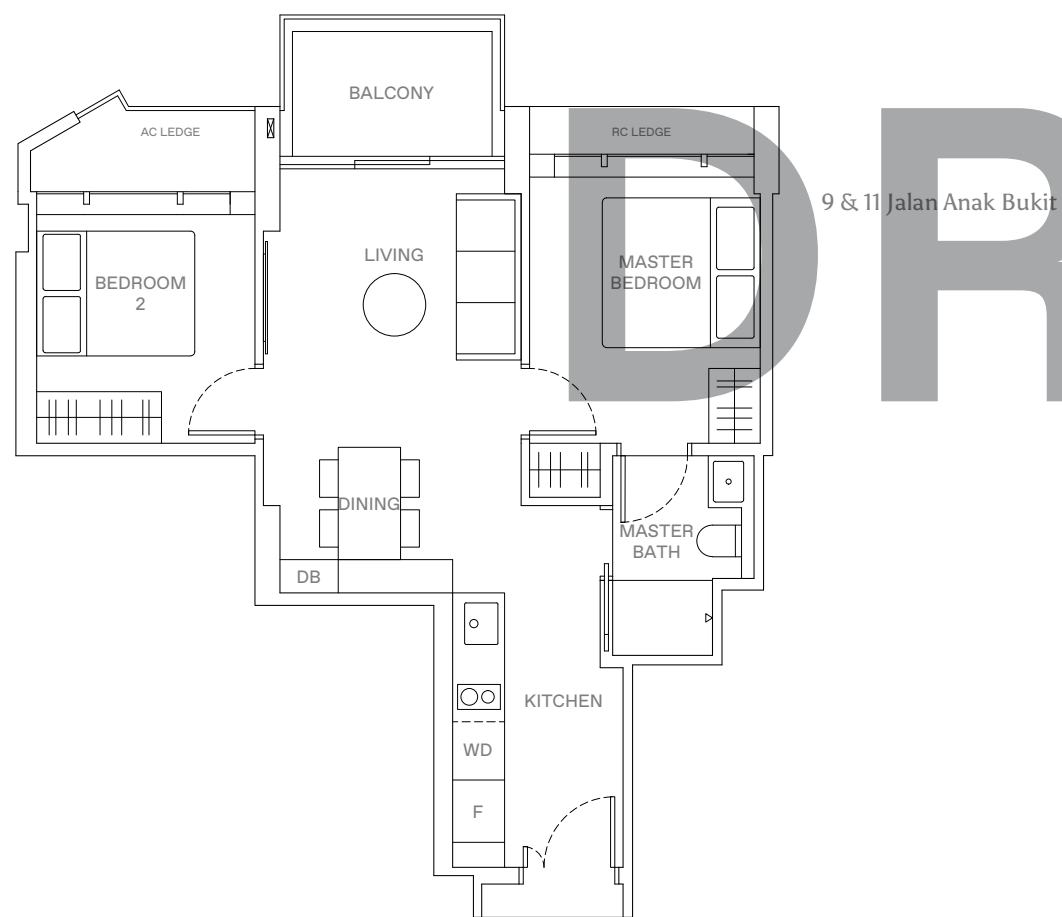 BALCONY
AC LEDGE
RC LEDGE
DR
9 & 11 Jalan Anak Bukit
LIVING
MASTER
BEDROOM
BEDROOM
2
DINING
MASTER
BATH
DB
KITCHEN
WD
F